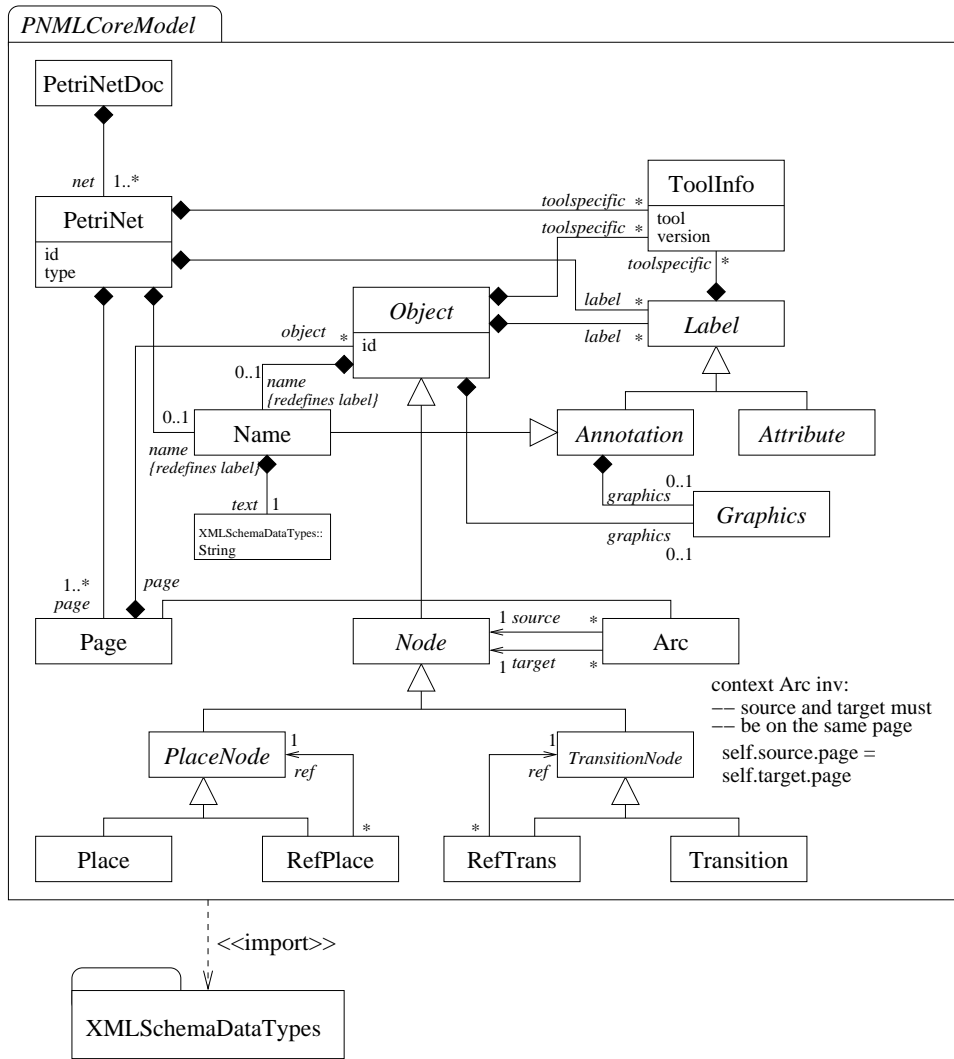 PNMLCoreModel
PetriNetDoc
net
1..*
PetriNet
id
type
toolspecific *
toolspecific *
ToolInfo
tool
version
toolspecific *
Object
id
object *
label *
label *
Label
0..1
name
{redefines label}
0..1
name
{redefines label}
Name
Annotation
Attribute
text 1
XMLSchemaDataTypes::
String
0..1
graphics
Graphics
graphics
0..1
1..*
page
page
Page
Node
1 source *
1 target *
Arc
context Arc inv:
−− source and target must
−− be on the same page
self.source.page =
self.target.page
PlaceNode
1
ref
*
TransitionNode
1
ref
*
Place
RefPlace
RefTrans
Transition
<<import>>
XMLSchemaDataTypes